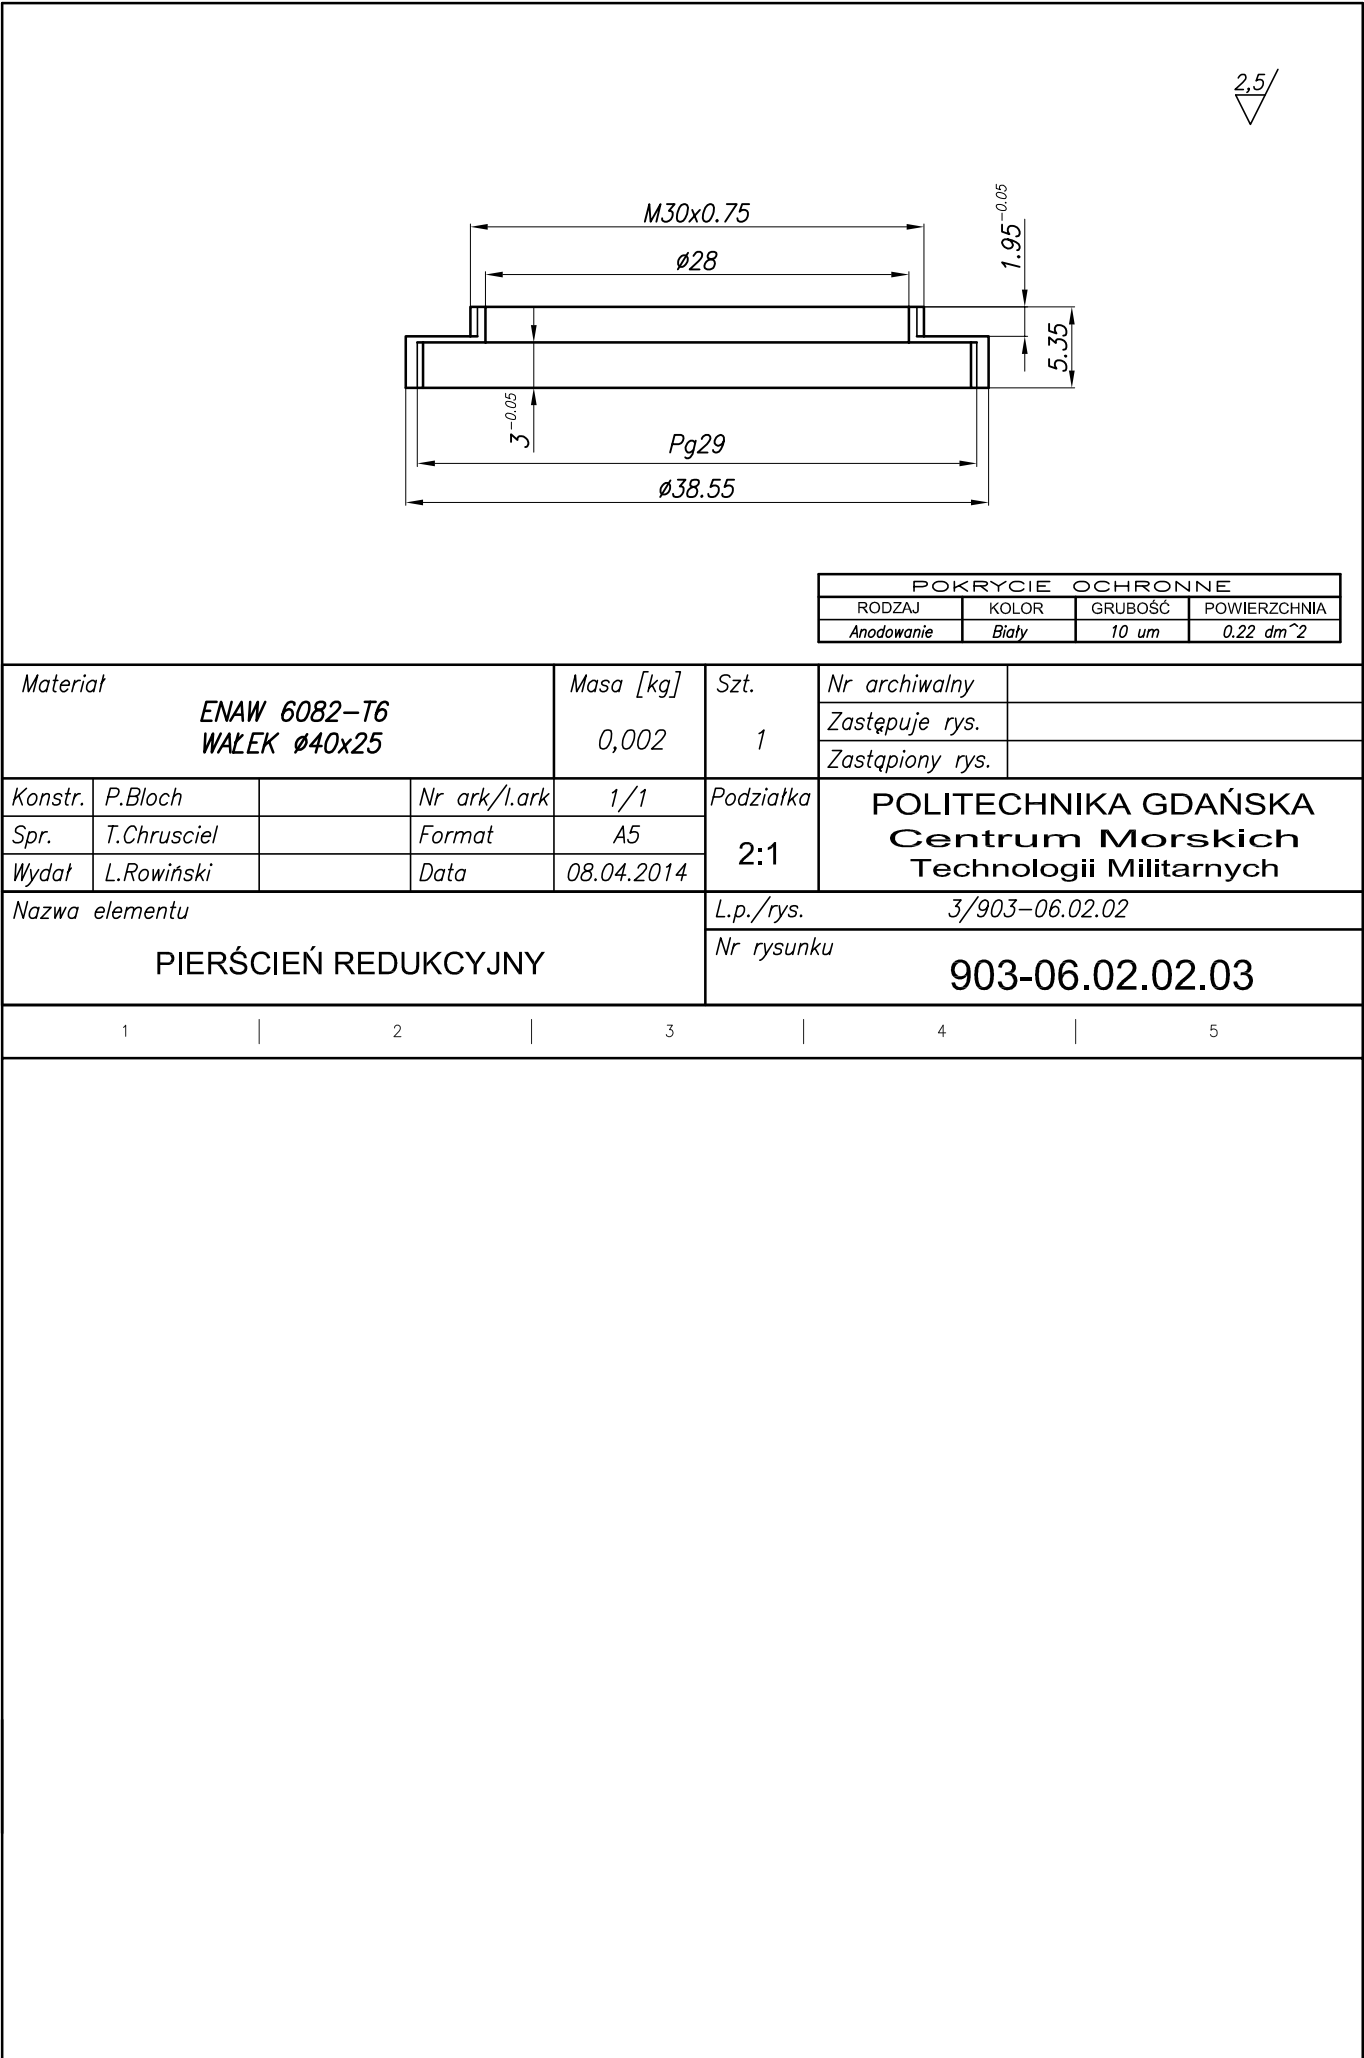 2,5
M30x0.75
1.95-0.05
ø28
5.35
3-0.05
Pg29
ø38.55
POKRYCIE OCHRONNE
RODZAJ KOLOR GRUBOŚĆ POWIERZCHNIA
Anodowanie Biały 10 um 0.22 dm^2
Materiał
ENAW 6082-T6
WAŁEK ø40x25
Masa [kg]
0,002
Szt.
1
Nr archiwalny
Zastępuje rys.
Zastąpiony rys.
Konstr. P.Bloch Nr ark/l.ark 1/1
Spr. T.Chrusciel Format A5
Wydał L.Rowiński Data 08.04.2014
Podziałka
2:1
POLITECHNIKA GDAŃSKA
Centrum Morskich
Technologii Militarnych
Nazwa elementu
PIERŚCIEŃ REDUKCYJNY
L.p./rys. 3/903-06.02.02
Nr rysunku
903-06.02.02.03
1 2 3 4 5